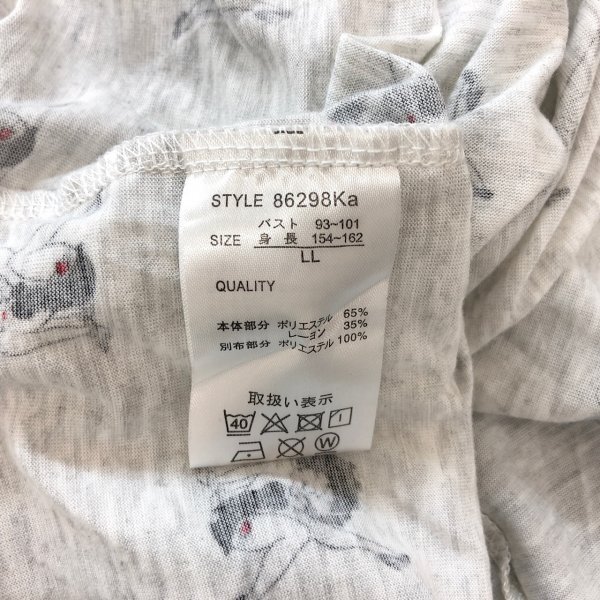 STYLE 86298Ka
バスト 93~101
SIZE 身長 154~162
LL
QUALITY
本体部分 ポリエステル 65%
レーヨン 35%
別布部分 ポリエステル 100%
取扱い表示
40
W